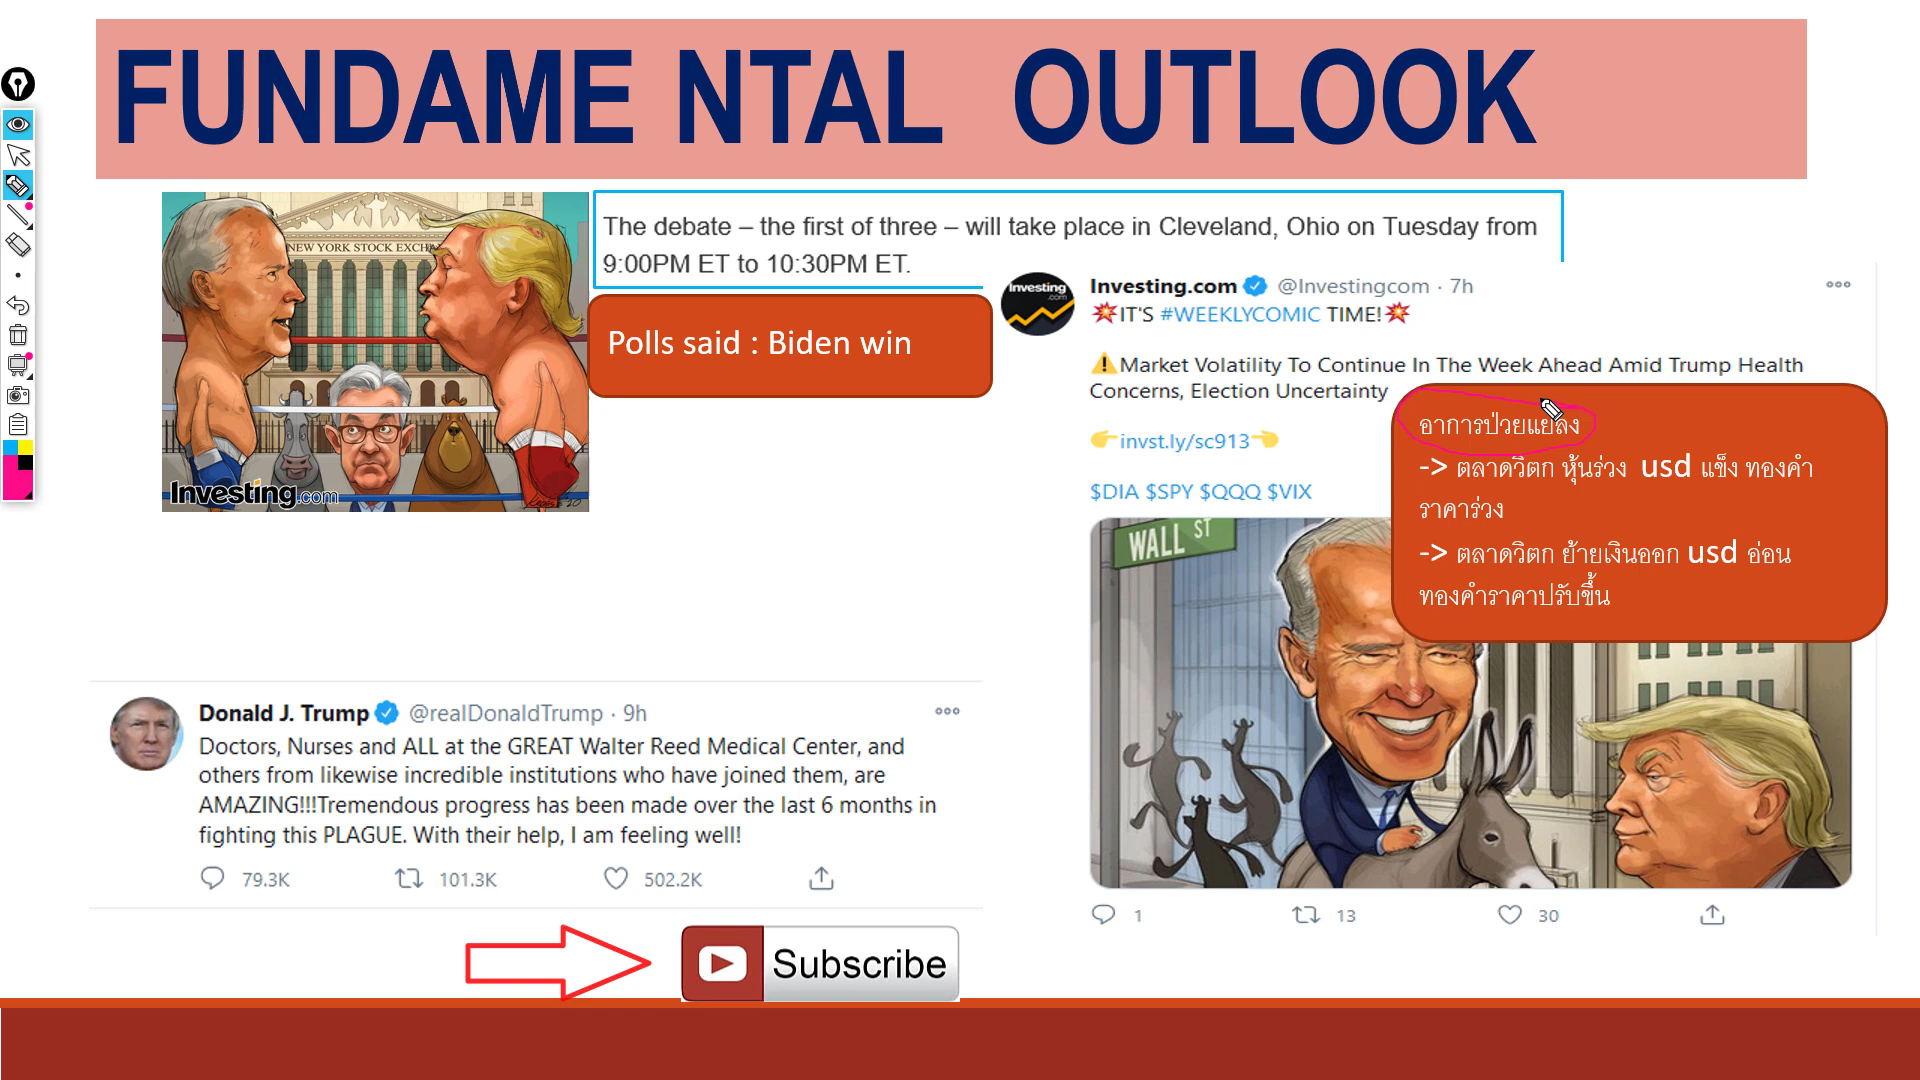 FUNDAME NTAL OUTLOOK
NEW YORK STOCK EXCHA
Investing.com
The debate – the first of three – will take place in Cleveland, Ohio on Tuesday from
9:00PM ET to 10:30PM ET.
Polls said : Biden win
Investing.com
Investing.com @Investingcom · 7h
💥IT'S #WEEKLYCOMIC TIME!💥
⚠️Market Volatility To Continue In The Week Ahead Amid Trump Health
Concerns, Election Uncertainty
👉invst.ly/sc913👈
$DIA $SPY $QQQ $VIX
อาการป่วยแย่ลง
-> ตลาดวิตก หุ้นร่วง usd แข็ง ทองคำ
ราคาร่วง
-> ตลาดวิตก ย้ายเงินออก usd อ่อน
ทองคำราคาปรับขึ้น
WALL ST
1 13 30
Donald J. Trump @realDonaldTrump · 9h
Doctors, Nurses and ALL at the GREAT Walter Reed Medical Center, and
others from likewise incredible institutions who have joined them, are
AMAZING!!!Tremendous progress has been made over the last 6 months in
fighting this PLAGUE. With their help, I am feeling well!
79.3K 101.3K 502.2K
Subscribe